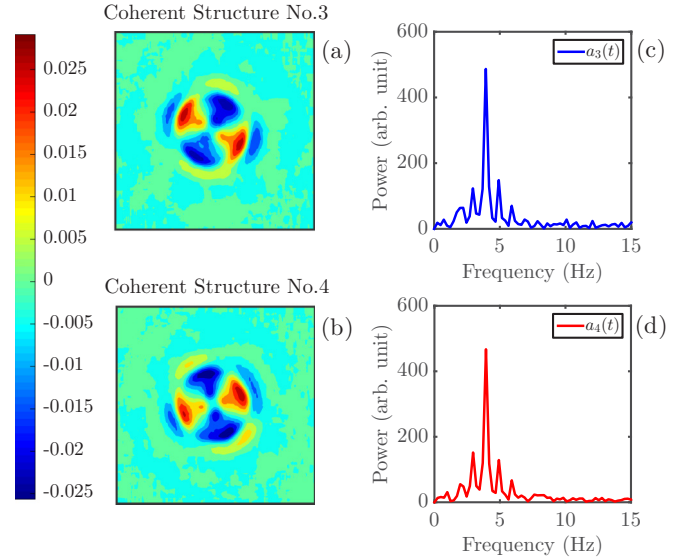 Coherent Structure No.3
(a)
0.025
0.02
0.015
0.01
0.005
0
-0.005
-0.01
-0.015
-0.02
-0.025
Coherent Structure No.4
(b)
600
400
200
0
Power (arb. unit)
a₃(t)
(c)
0 5 10 15
Frequency (Hz)
600
400
200
0
Power (arb. unit)
a₄(t)
(d)
0 5 10 15
Frequency (Hz)